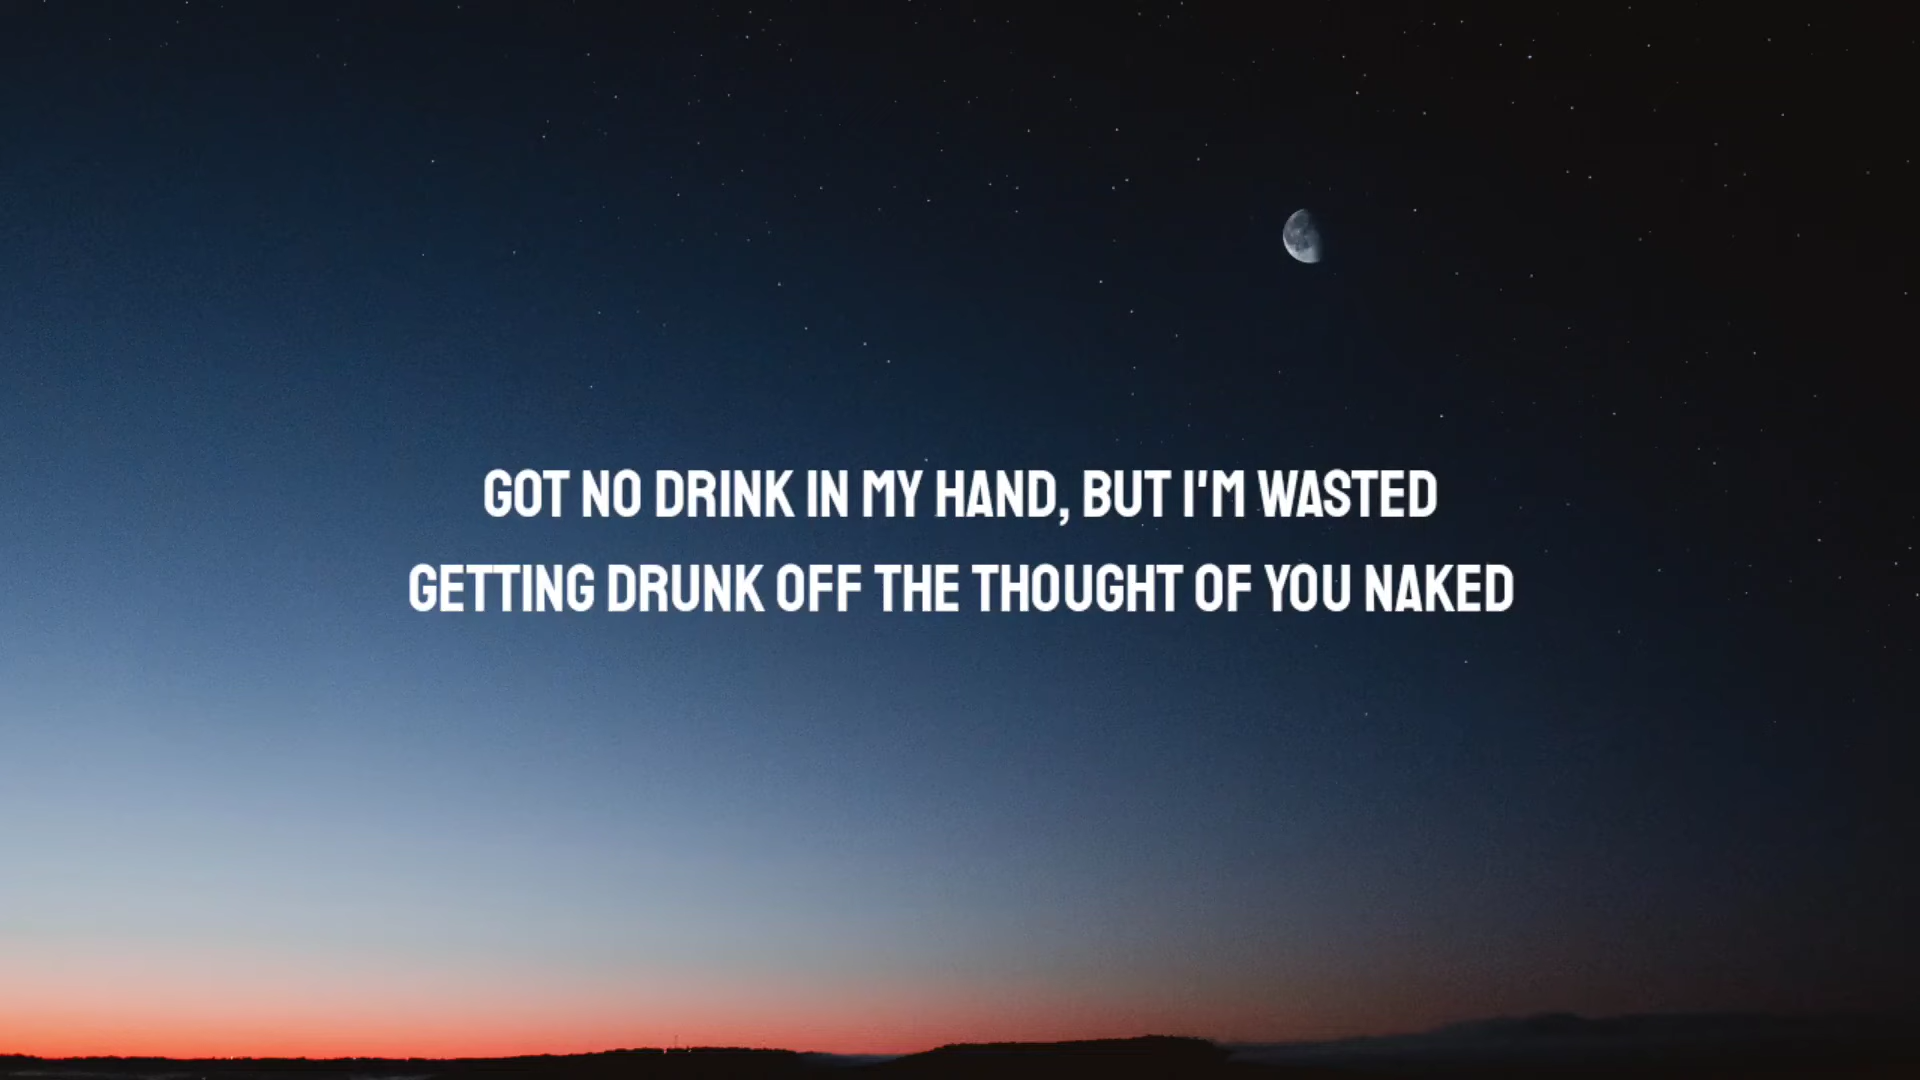 GOT NO DRINK IN MY HAND, BUT I'M WASTED
GETTING DRUNK OFF THE THOUGHT OF YOU NAKED